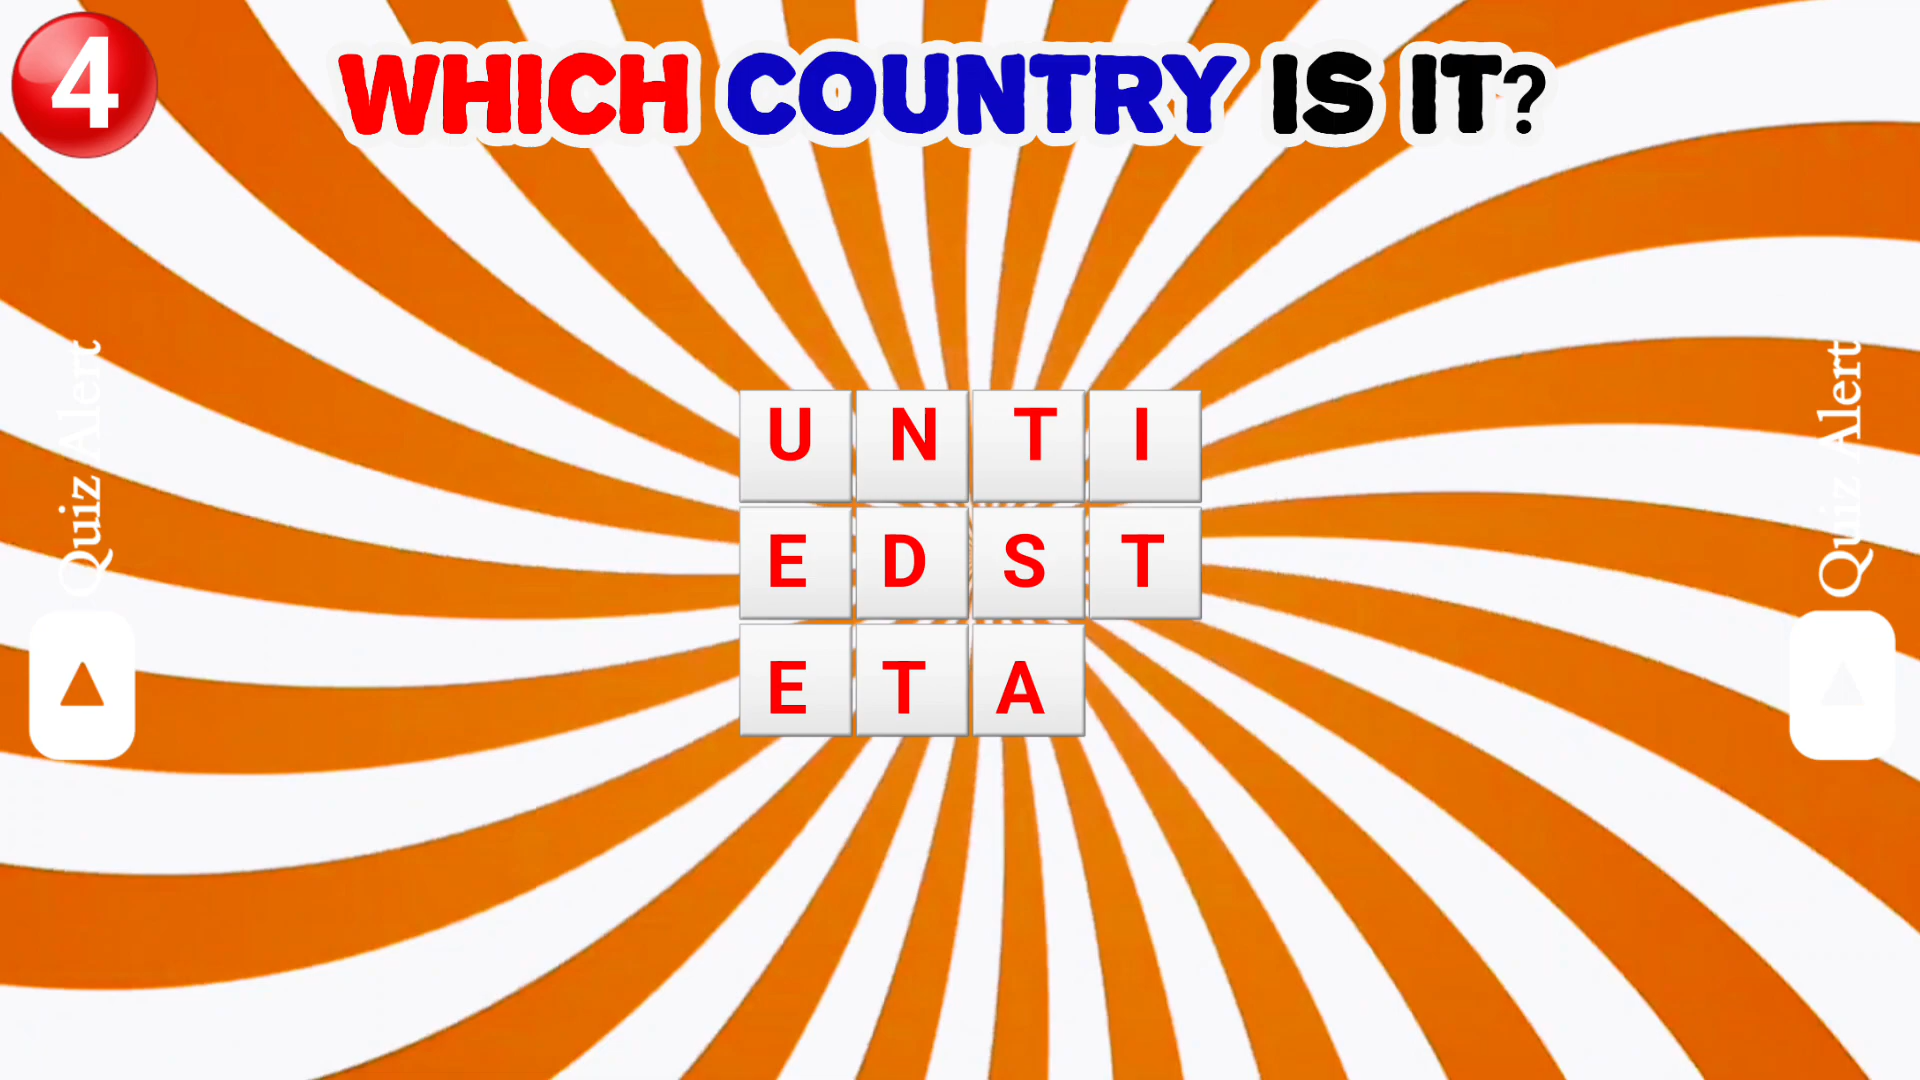 4
WHICH COUNTRY IS IT?
U N T I
E D S T
E T A
Quiz Alert
Quiz Alert